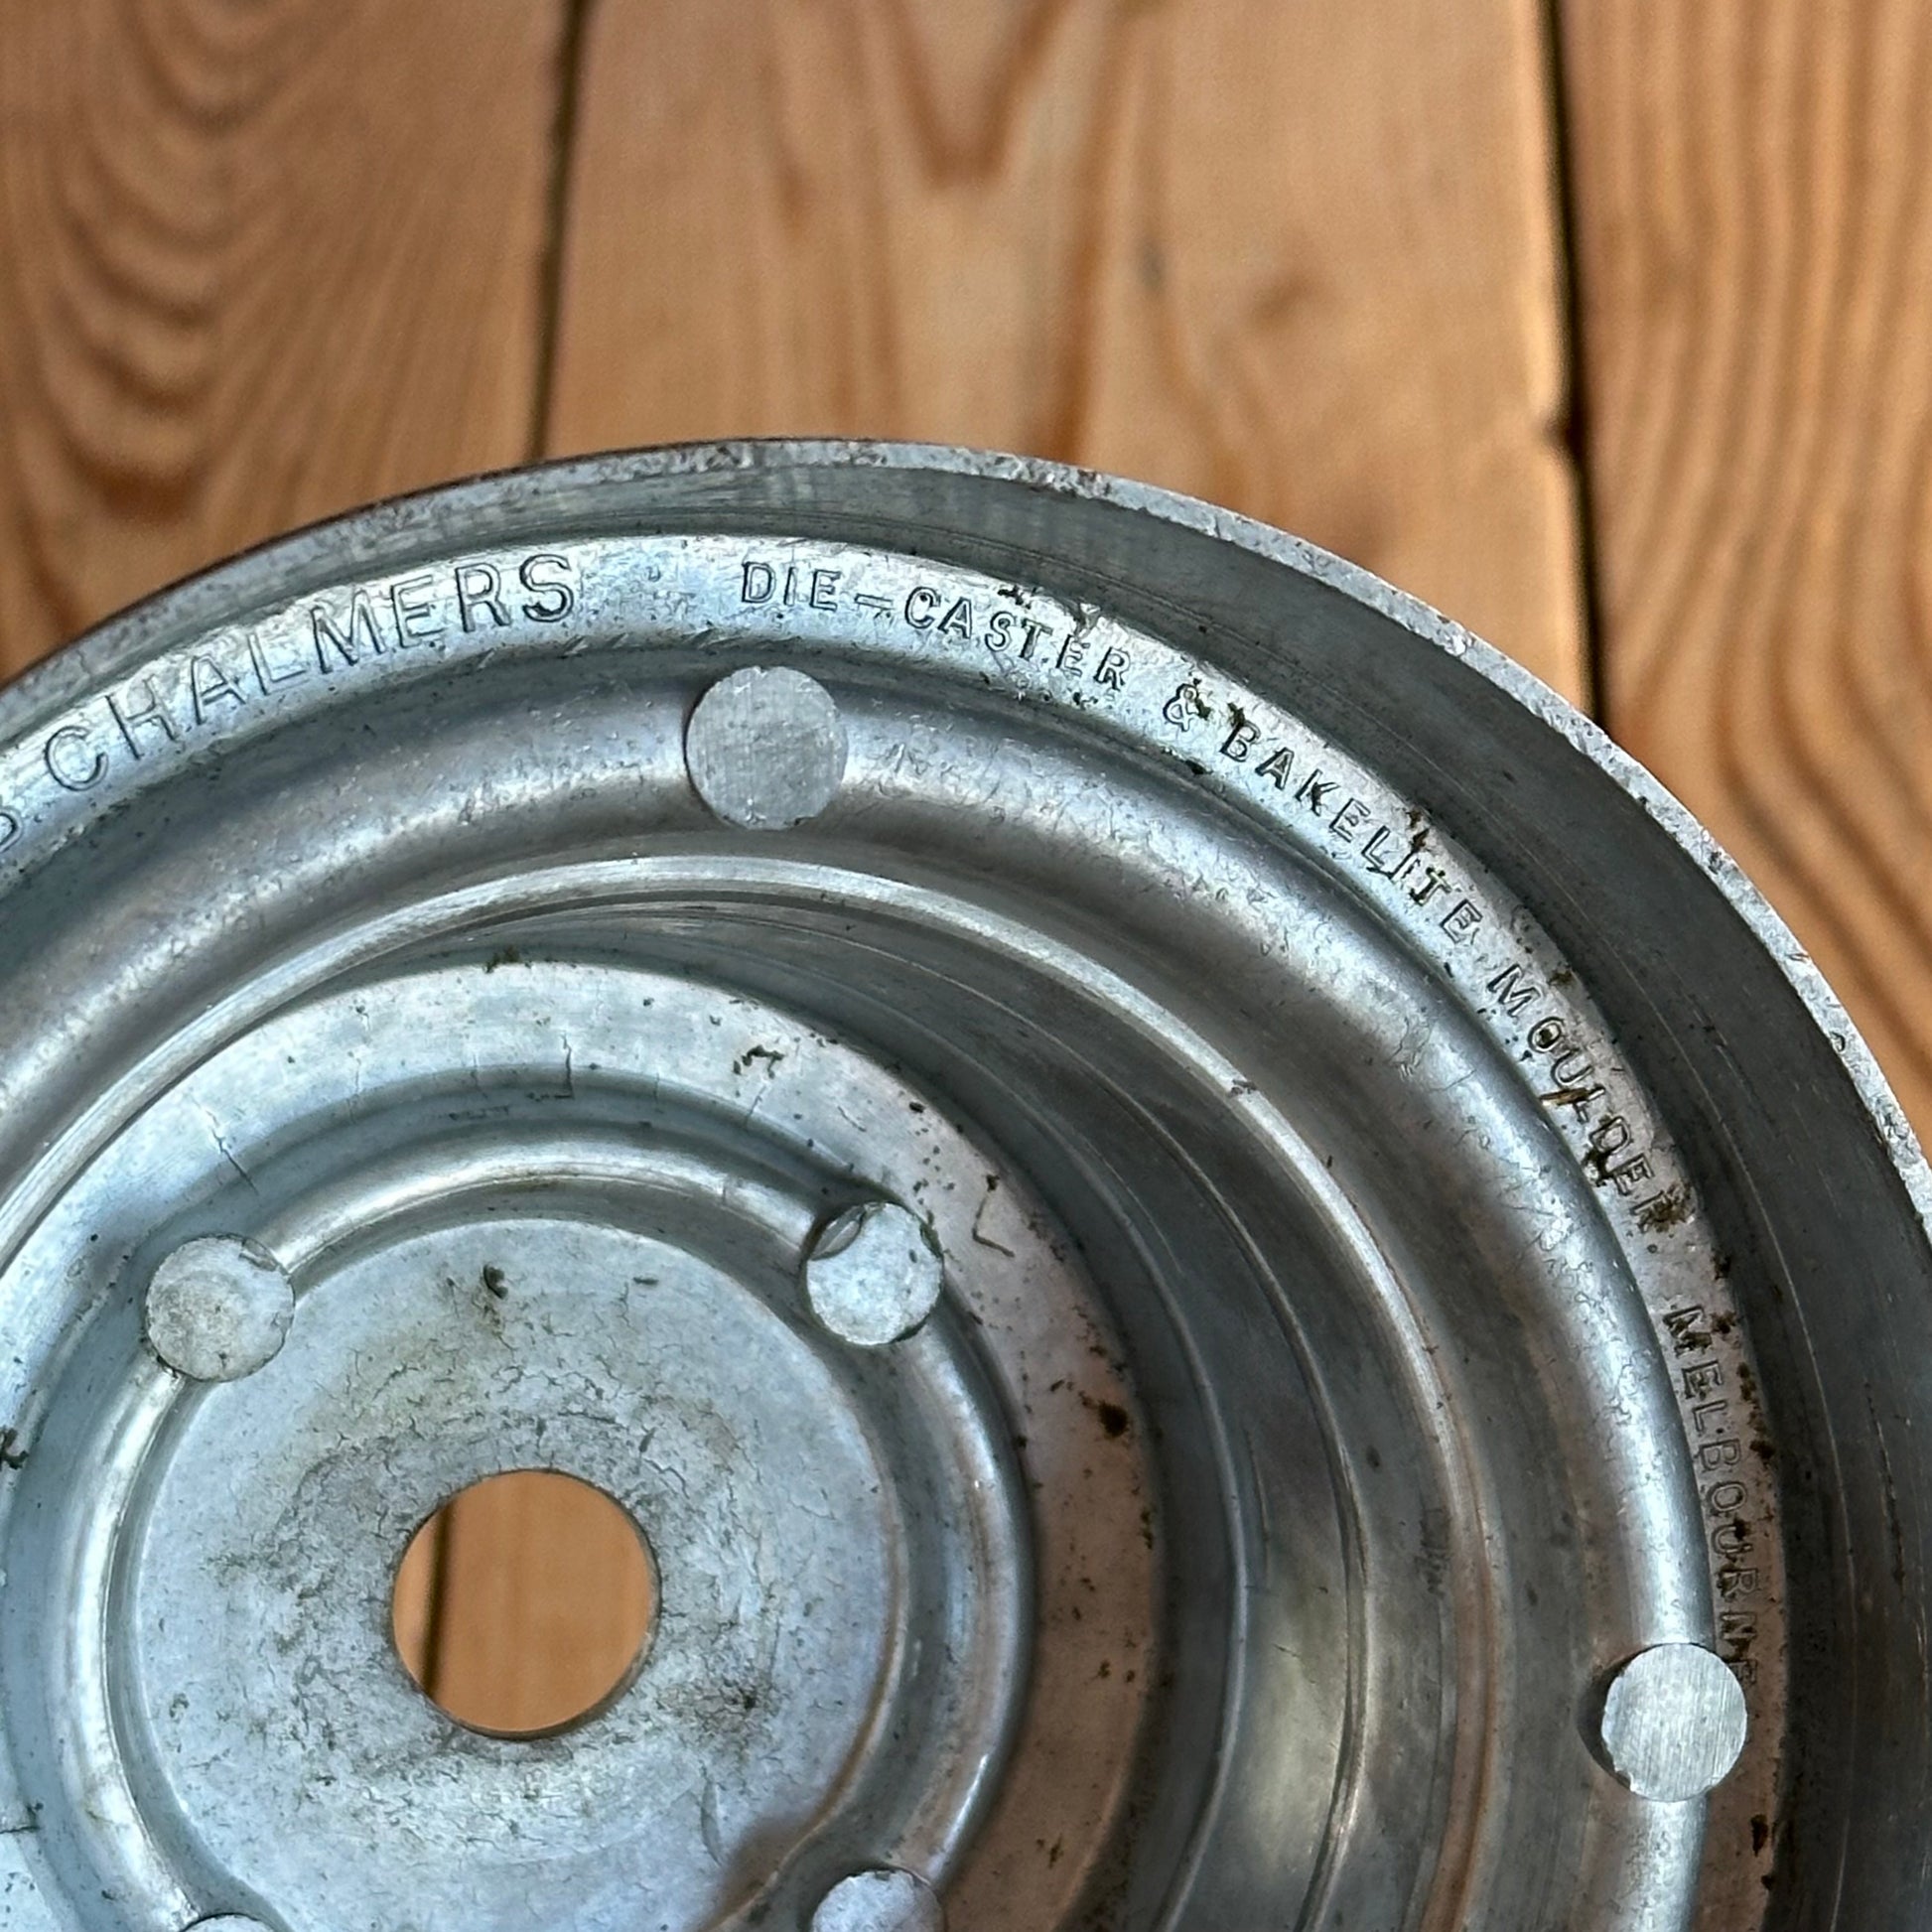 B CHALMERS DIE-CASTER & BAKELITE MOULDER MELBOURNE